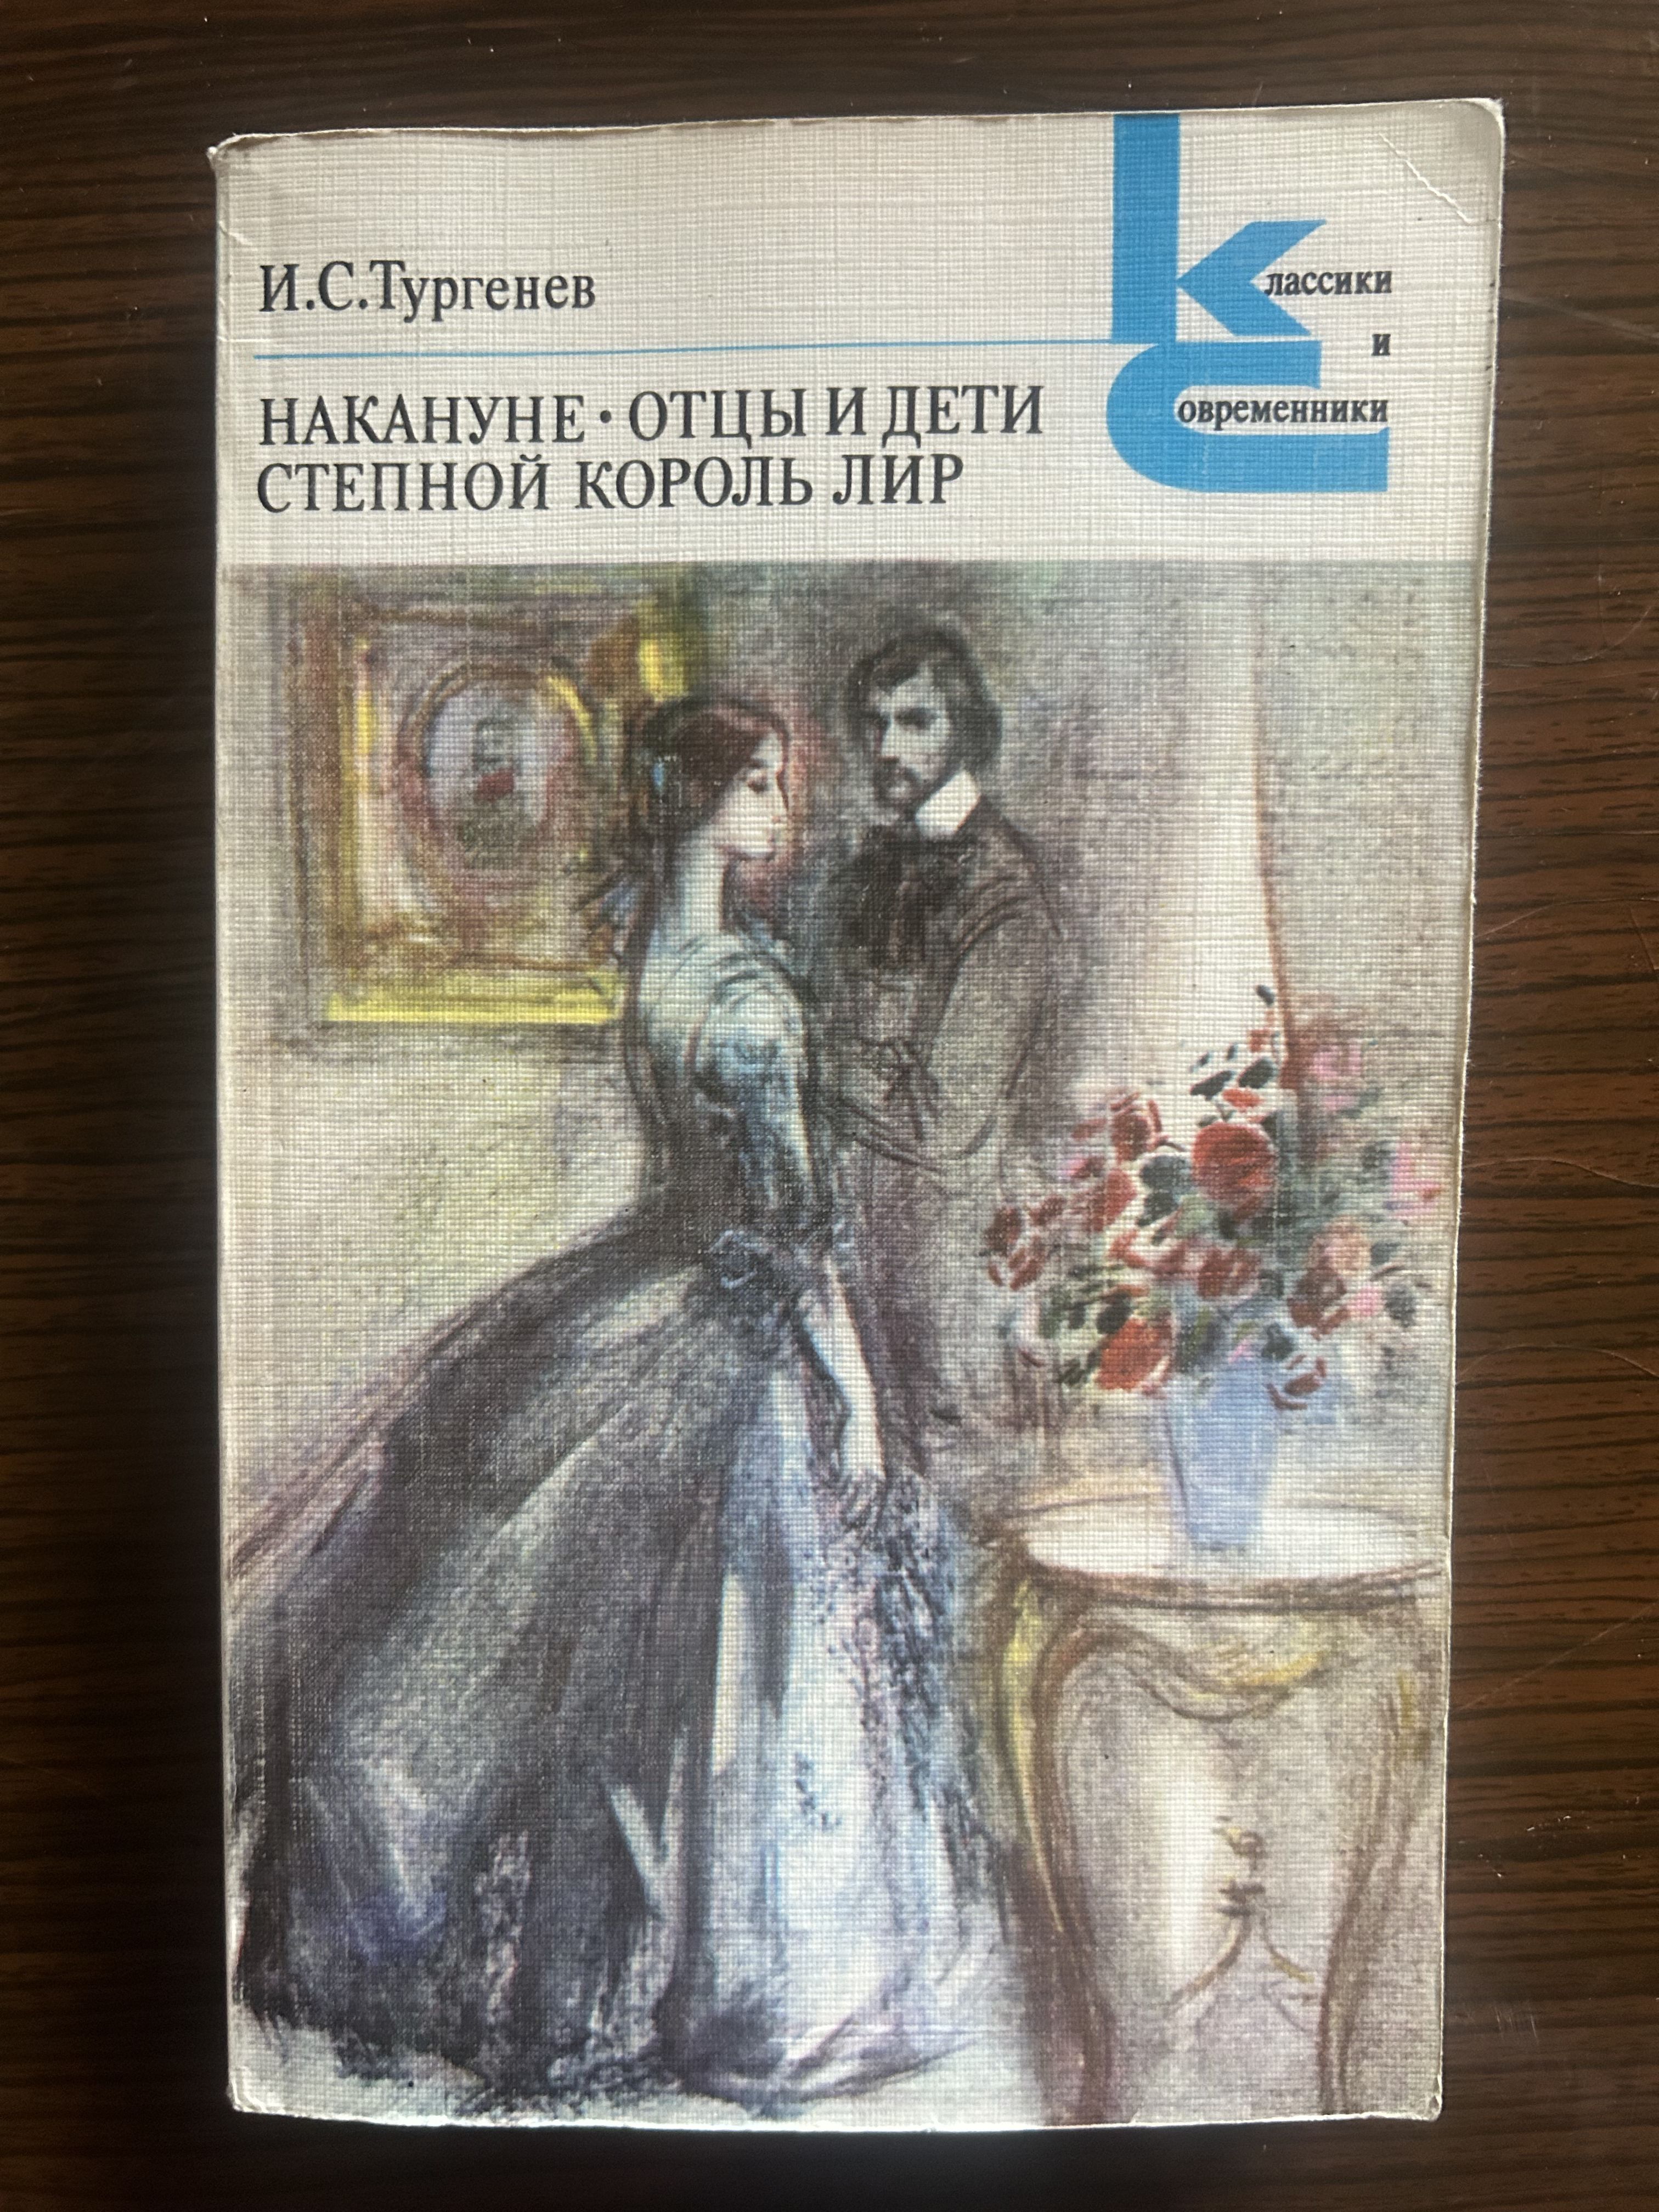 И.С.Тургенев
НАКАНУНЕ • ОТЦЫ И ДЕТИ
СТЕПНОЙ КОРОЛЬ ЛИР
Классики
и
Современники